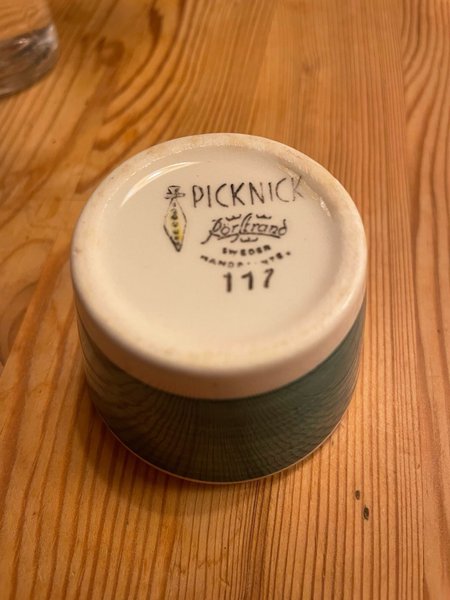 PICKNICK
Rörstrand
SWEDEN
117